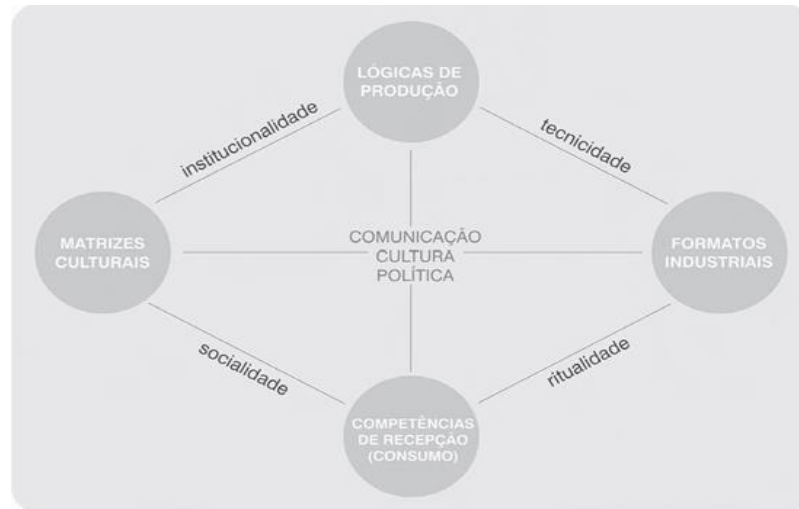 LÓGICAS DE
PRODUÇÃO
institucionalidade
tecnicidade
MATRIZES
CULTURAIS
COMUNICAÇÃO
CULTURA
POLÍTICA
FORMATOS
INDUSTRIAIS
socialidade
ritualidade
COMPETÊNCIAS
DE RECEPÇÃO
(CONSUMO)